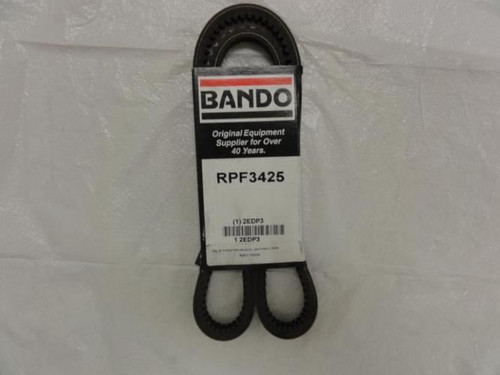 BANDO
Original Equipment
Supplier for Over
40 Years.
RPF3425
(1) 2EDP3
1 2EDP3